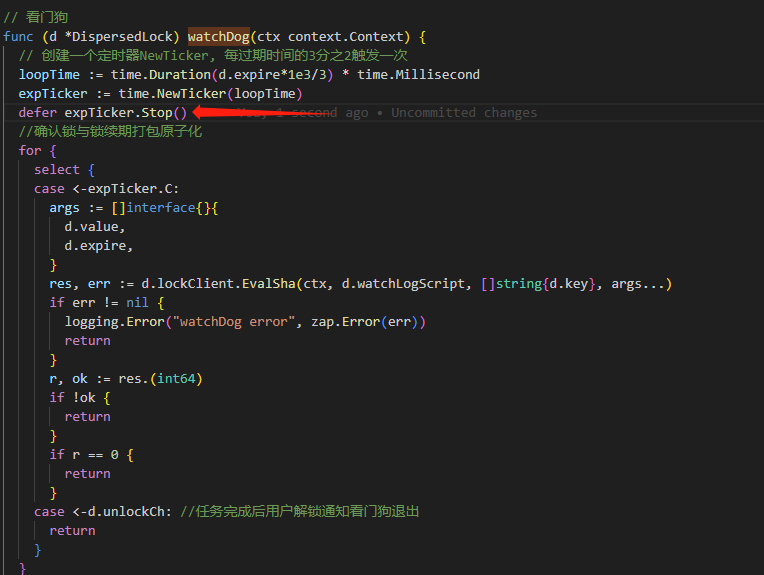 // 看门狗
func (d *DispersedLock) watchDog(ctx context.Context) {
  // 创建一个定时器NewTicker, 每过期时间的3分之2触发一次
  loopTime := time.Duration(d.expire*1e3/3) * time.Millisecond
  expTicker := time.NewTicker(loopTime)
  defer expTicker.Stop() You, 1 second ago • Uncommitted changes
  //确认锁与锁续期打包原子化
  for {
    select {
    case <-expTicker.C:
      args := []interface{}{
        d.value,
        d.expire,
      }
      res, err := d.lockClient.EvalSha(ctx, d.watchLogScript, []string{d.key}, args...)
      if err != nil {
        logging.Error("watchDog error", zap.Error(err))
        return
      }
      r, ok := res.(int64)
      if !ok {
        return
      }
      if r == 0 {
        return
      }
    case <-d.unlockCh: //任务完成后用户解锁通知看门狗退出
      return
    }
  }